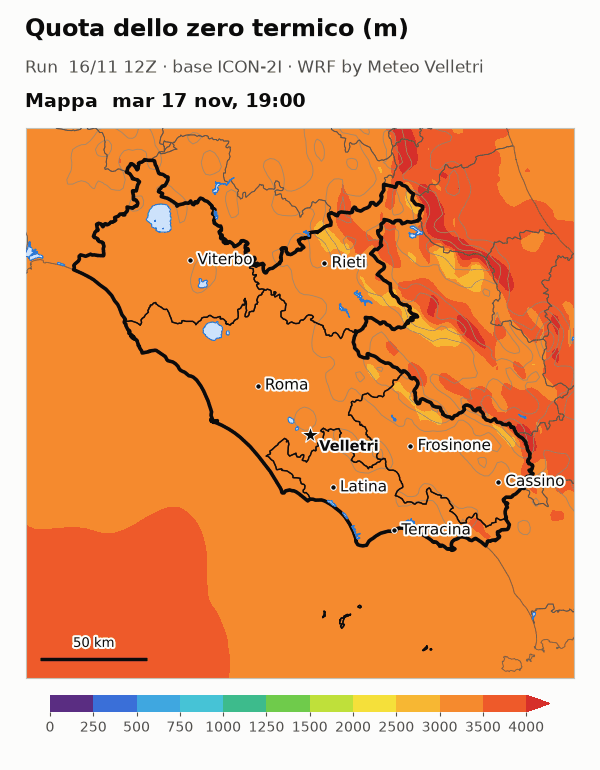 Quota dello zero termico (m)
Run  16/11 12Z · base ICON-2I · WRF by Meteo Velletri
Mappa  mar 17 nov, 19:00
Viterbo
Rieti
Roma
Velletri
Frosinone
Cassino
Latina
Terracina
50 km
0 250 500 750 1000 1250 1500 2000 2500 3000 3500 4000